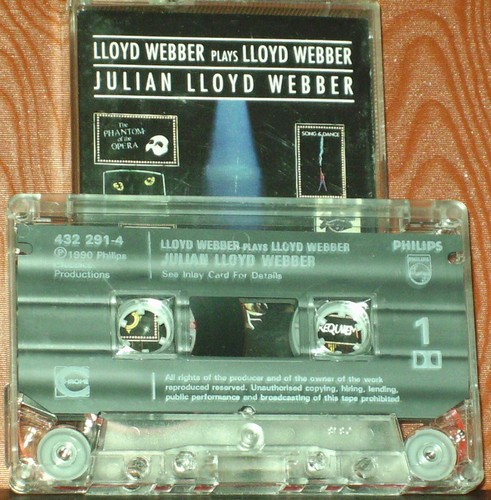 LLOYD WEBBER PLAYS LLOYD WEBBER
JULIAN LLOYD WEBBER
The
PHANTOM
of the
OPERA
SONG & DANCE
432 291-4
℗ 1990 Philips
Productions
LLOYD WEBBER PLAYS LLOYD WEBBER
JULIAN LLOYD WEBBER
See Inlay Card For Details
PHILIPS
PHILIPS
REQUIEM
1
CHROME
All rights of the producer and of the owner of the work
reproduced reserved. Unauthorised copying, hiring, lending,
public performance and broadcasting of this tape prohibited